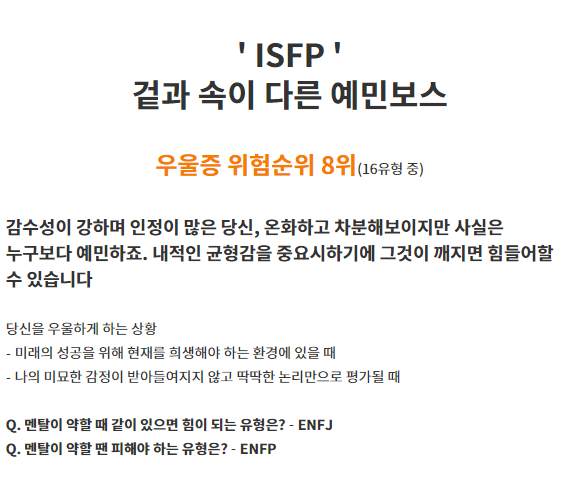 ' ISFP '
겉과 속이 다른 예민보스
우울증 위험순위 8위(16유형 중)
감수성이 강하며 인정이 많은 당신, 온화하고 차분해보이지만 사실은
누구보다 예민하죠. 내적인 균형감을 중요시하기에 그것이 깨지면 힘들어할
수 있습니다
당신을 우울하게 하는 상황
- 미래의 성공을 위해 현재를 희생해야 하는 환경에 있을 때
- 나의 미묘한 감정이 받아들여지지 않고 딱딱한 논리만으로 평가될 때
Q. 멘탈이 약할 때 같이 있으면 힘이 되는 유형은? - ENFJ
Q. 멘탈이 약할 땐 피해야 하는 유형은? - ENFP